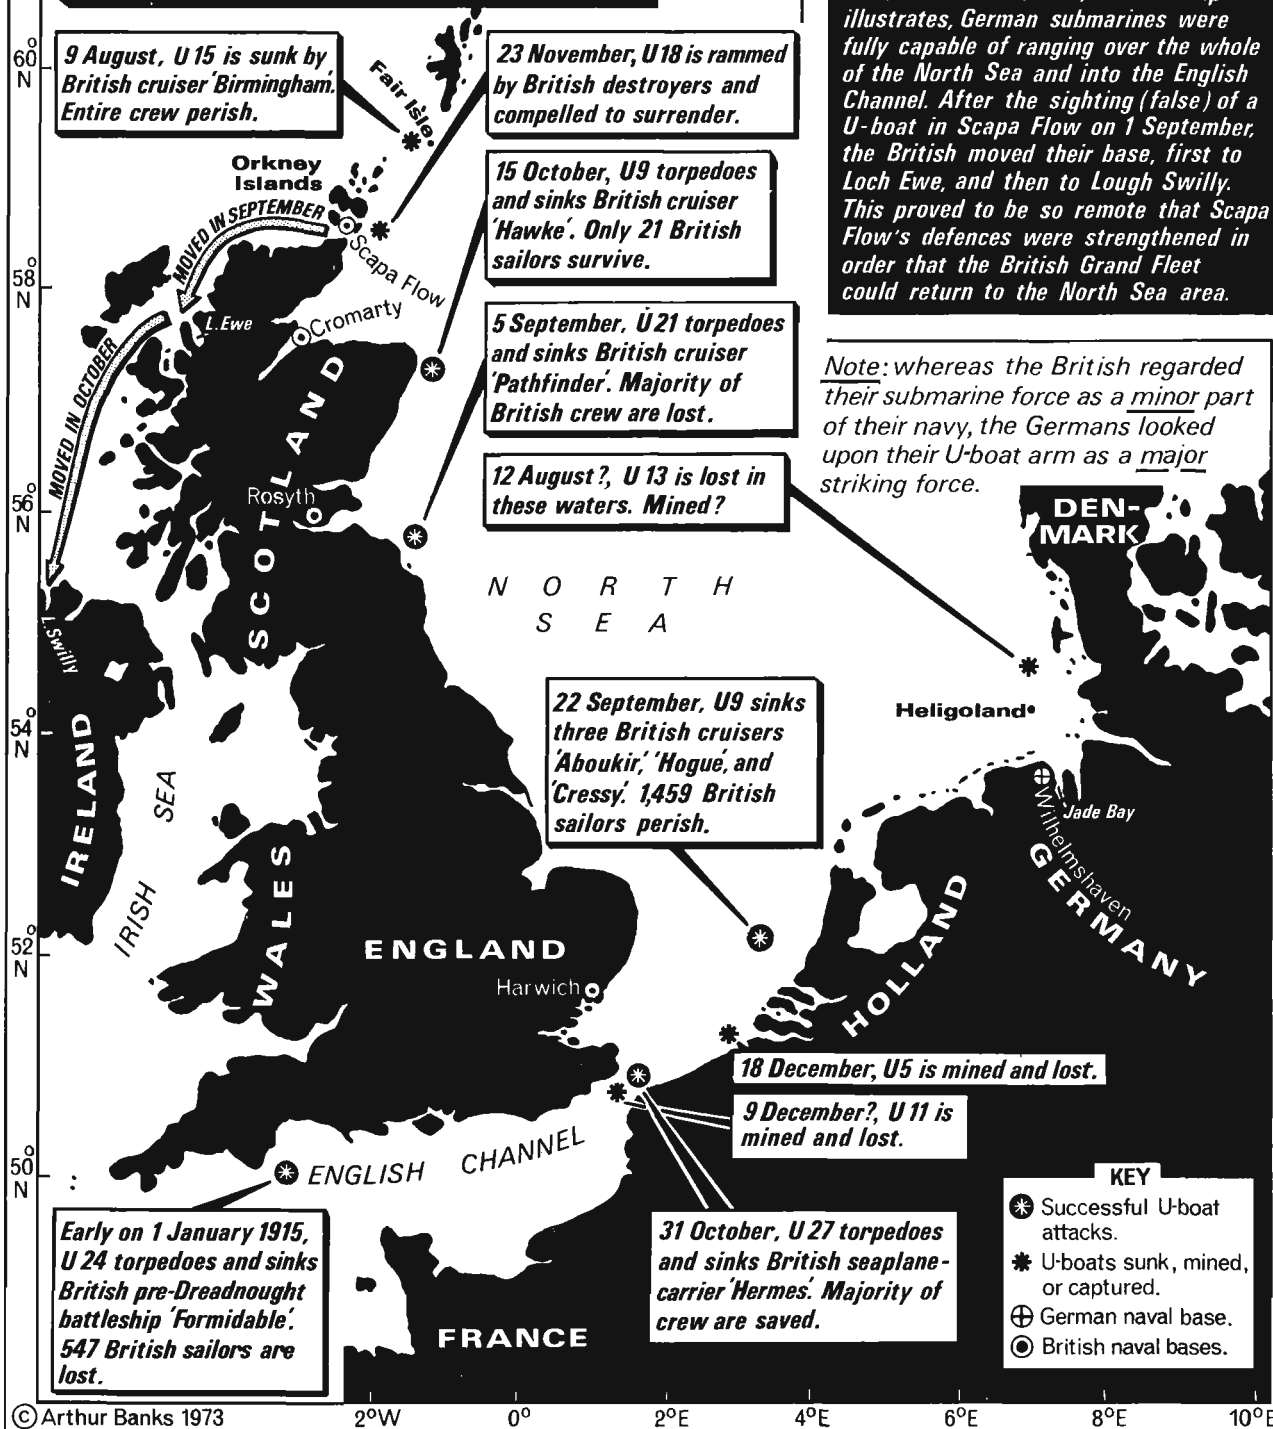 illustrates, German submarines were
fully capable of ranging over the whole
of the North Sea and into the English
Channel. After the sighting (false) of a
U-boat in Scapa Flow on 1 September,
the British moved their base, first to
Loch Ewe, and then to Lough Swilly.
This proved to be so remote that Scapa
Flow's defences were strengthened in
order that the British Grand Fleet
could return to the North Sea area.
9 August, U 15 is sunk by
British cruiser 'Birmingham'.
Entire crew perish.
23 November, U 18 is rammed
by British destroyers and
compelled to surrender.
15 October, U9 torpedoes
and sinks British cruiser
'Hawke'. Only 21 British
sailors survive.
5 September, U 21 torpedoes
and sinks British cruiser
'Pathfinder'. Majority of
British crew are lost.
12 August?, U 13 is lost in
these waters. Mined?
Note: whereas the British regarded
their submarine force as a minor part
of their navy, the Germans looked
upon their U-boat arm as a major
striking force.
22 September, U9 sinks
three British cruisers
'Aboukir,' 'Hogue', and
'Cressy'. 1,459 British
sailors perish.
18 December, U5 is mined and lost.
9 December?, U 11 is
mined and lost.
31 October, U 27 torpedoes
and sinks British seaplane-
carrier 'Hermes'. Majority of
crew are saved.
Early on 1 January 1915,
U 24 torpedoes and sinks
British pre-Dreadnought
battleship 'Formidable'.
547 British sailors are
lost.
Fair Isle
Orkney
Islands
MOVED IN SEPTEMBER
Scapa Flow
L. Ewe
Cromarty
MOVED IN OCTOBER
SCOTLAND
Rosyth
L. Swilly
NORTH
SEA
DEN-
MARK
Heligoland
IRELAND
IRISH SEA
WALES
ENGLAND
Harwich
HOLLAND
Jade Bay
Wilhelmshaven
GERMANY
ENGLISH CHANNEL
FRANCE
KEY
Successful U-boat
attacks.
U-boats sunk, mined,
or captured.
German naval base.
British naval bases.
60° N
58° N
56° N
54° N
52° N
50° N
© Arthur Banks 1973
2°W 0° 2°E 4°E 6°E 8°E 10°E